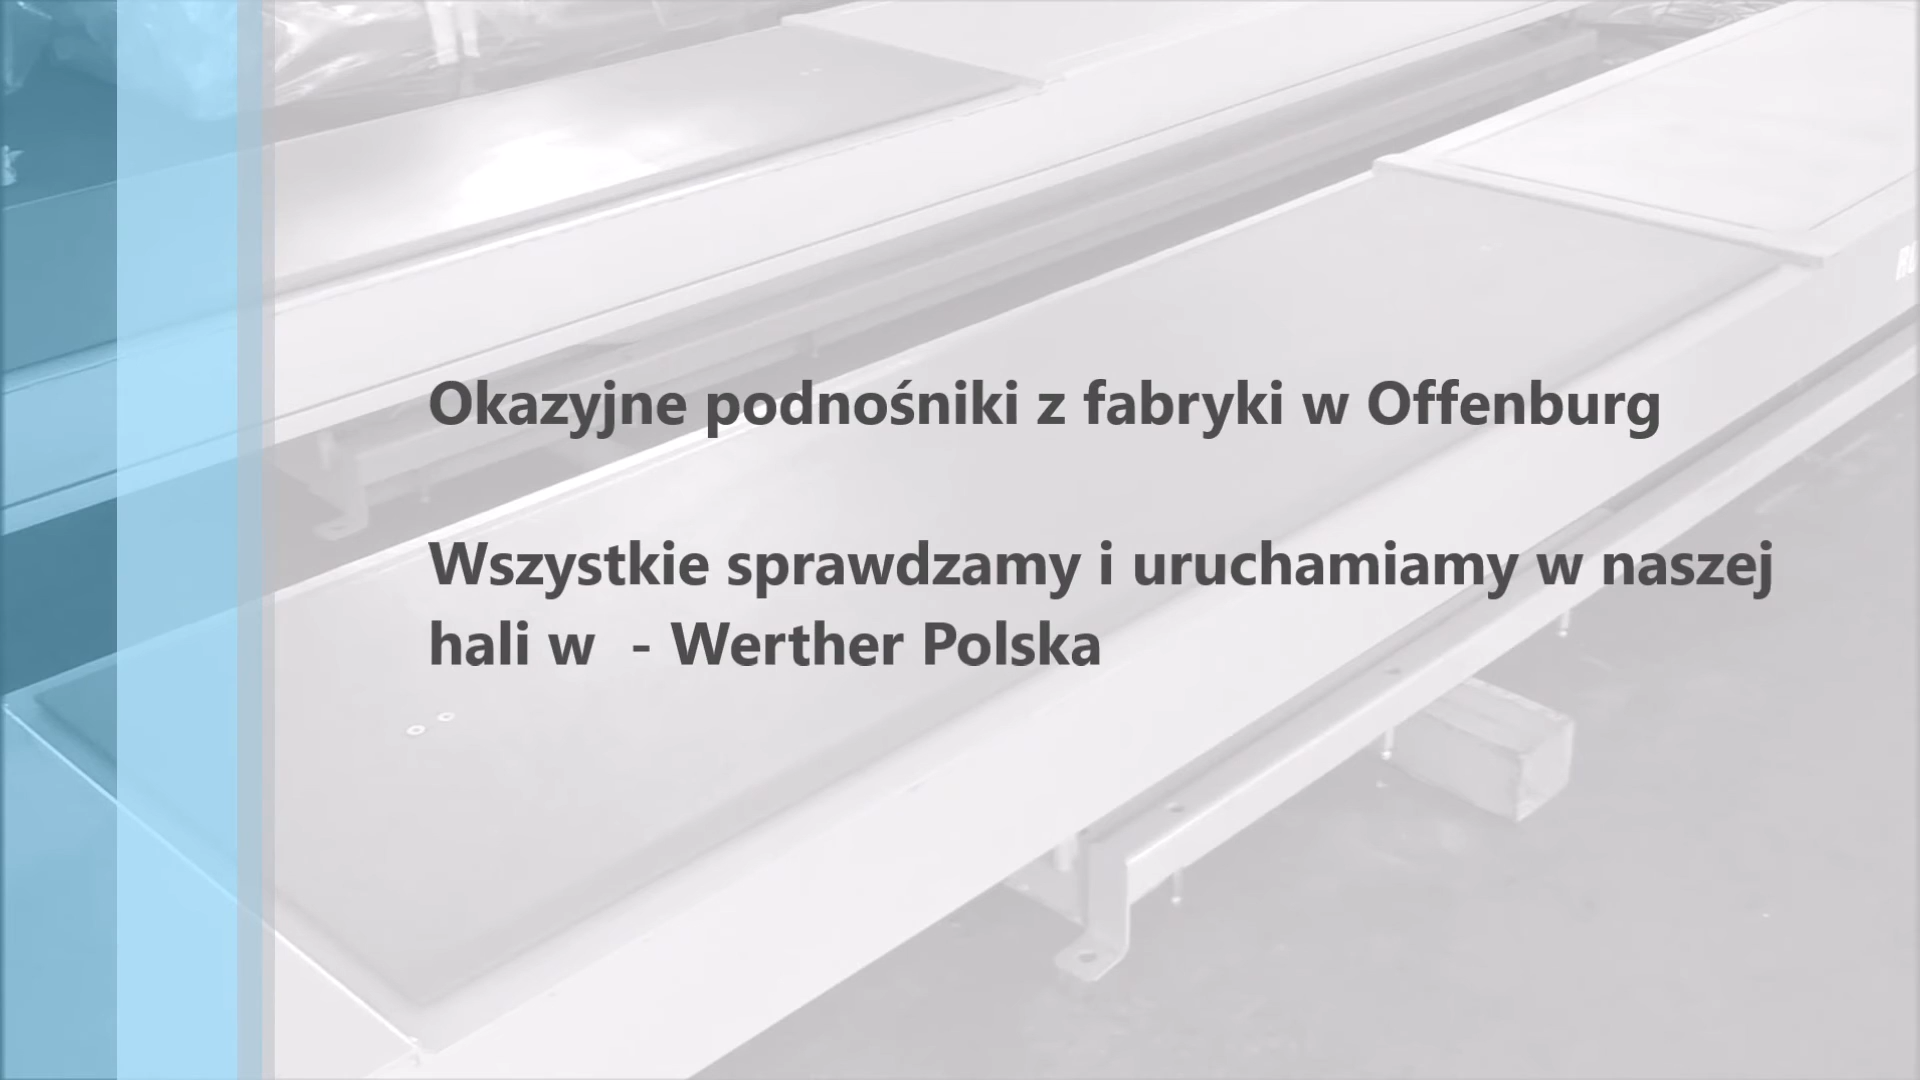 Okazyjne podnośniki z fabryki w Offenburg
Wszystkie sprawdzamy i uruchamiamy w naszej
hali w  - Werther Polska